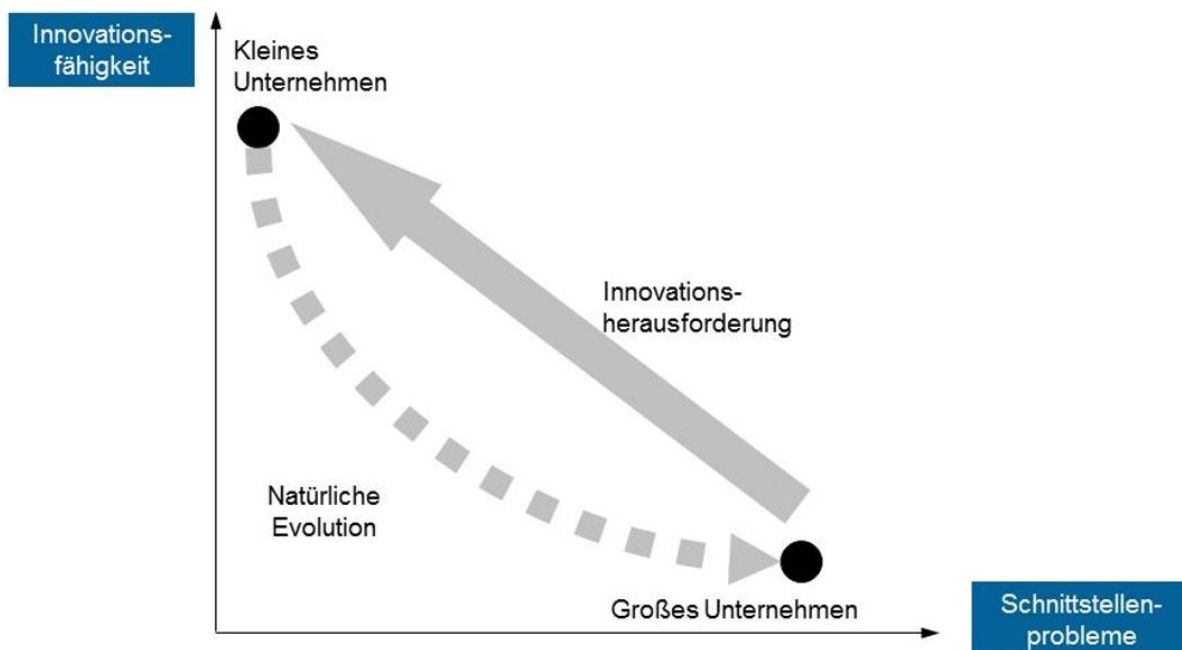 Innovations-
fähigkeit
Kleines
Unternehmen
Innovations-
herausforderung
Natürliche
Evolution
Großes Unternehmen
Schnittstellen-
probleme